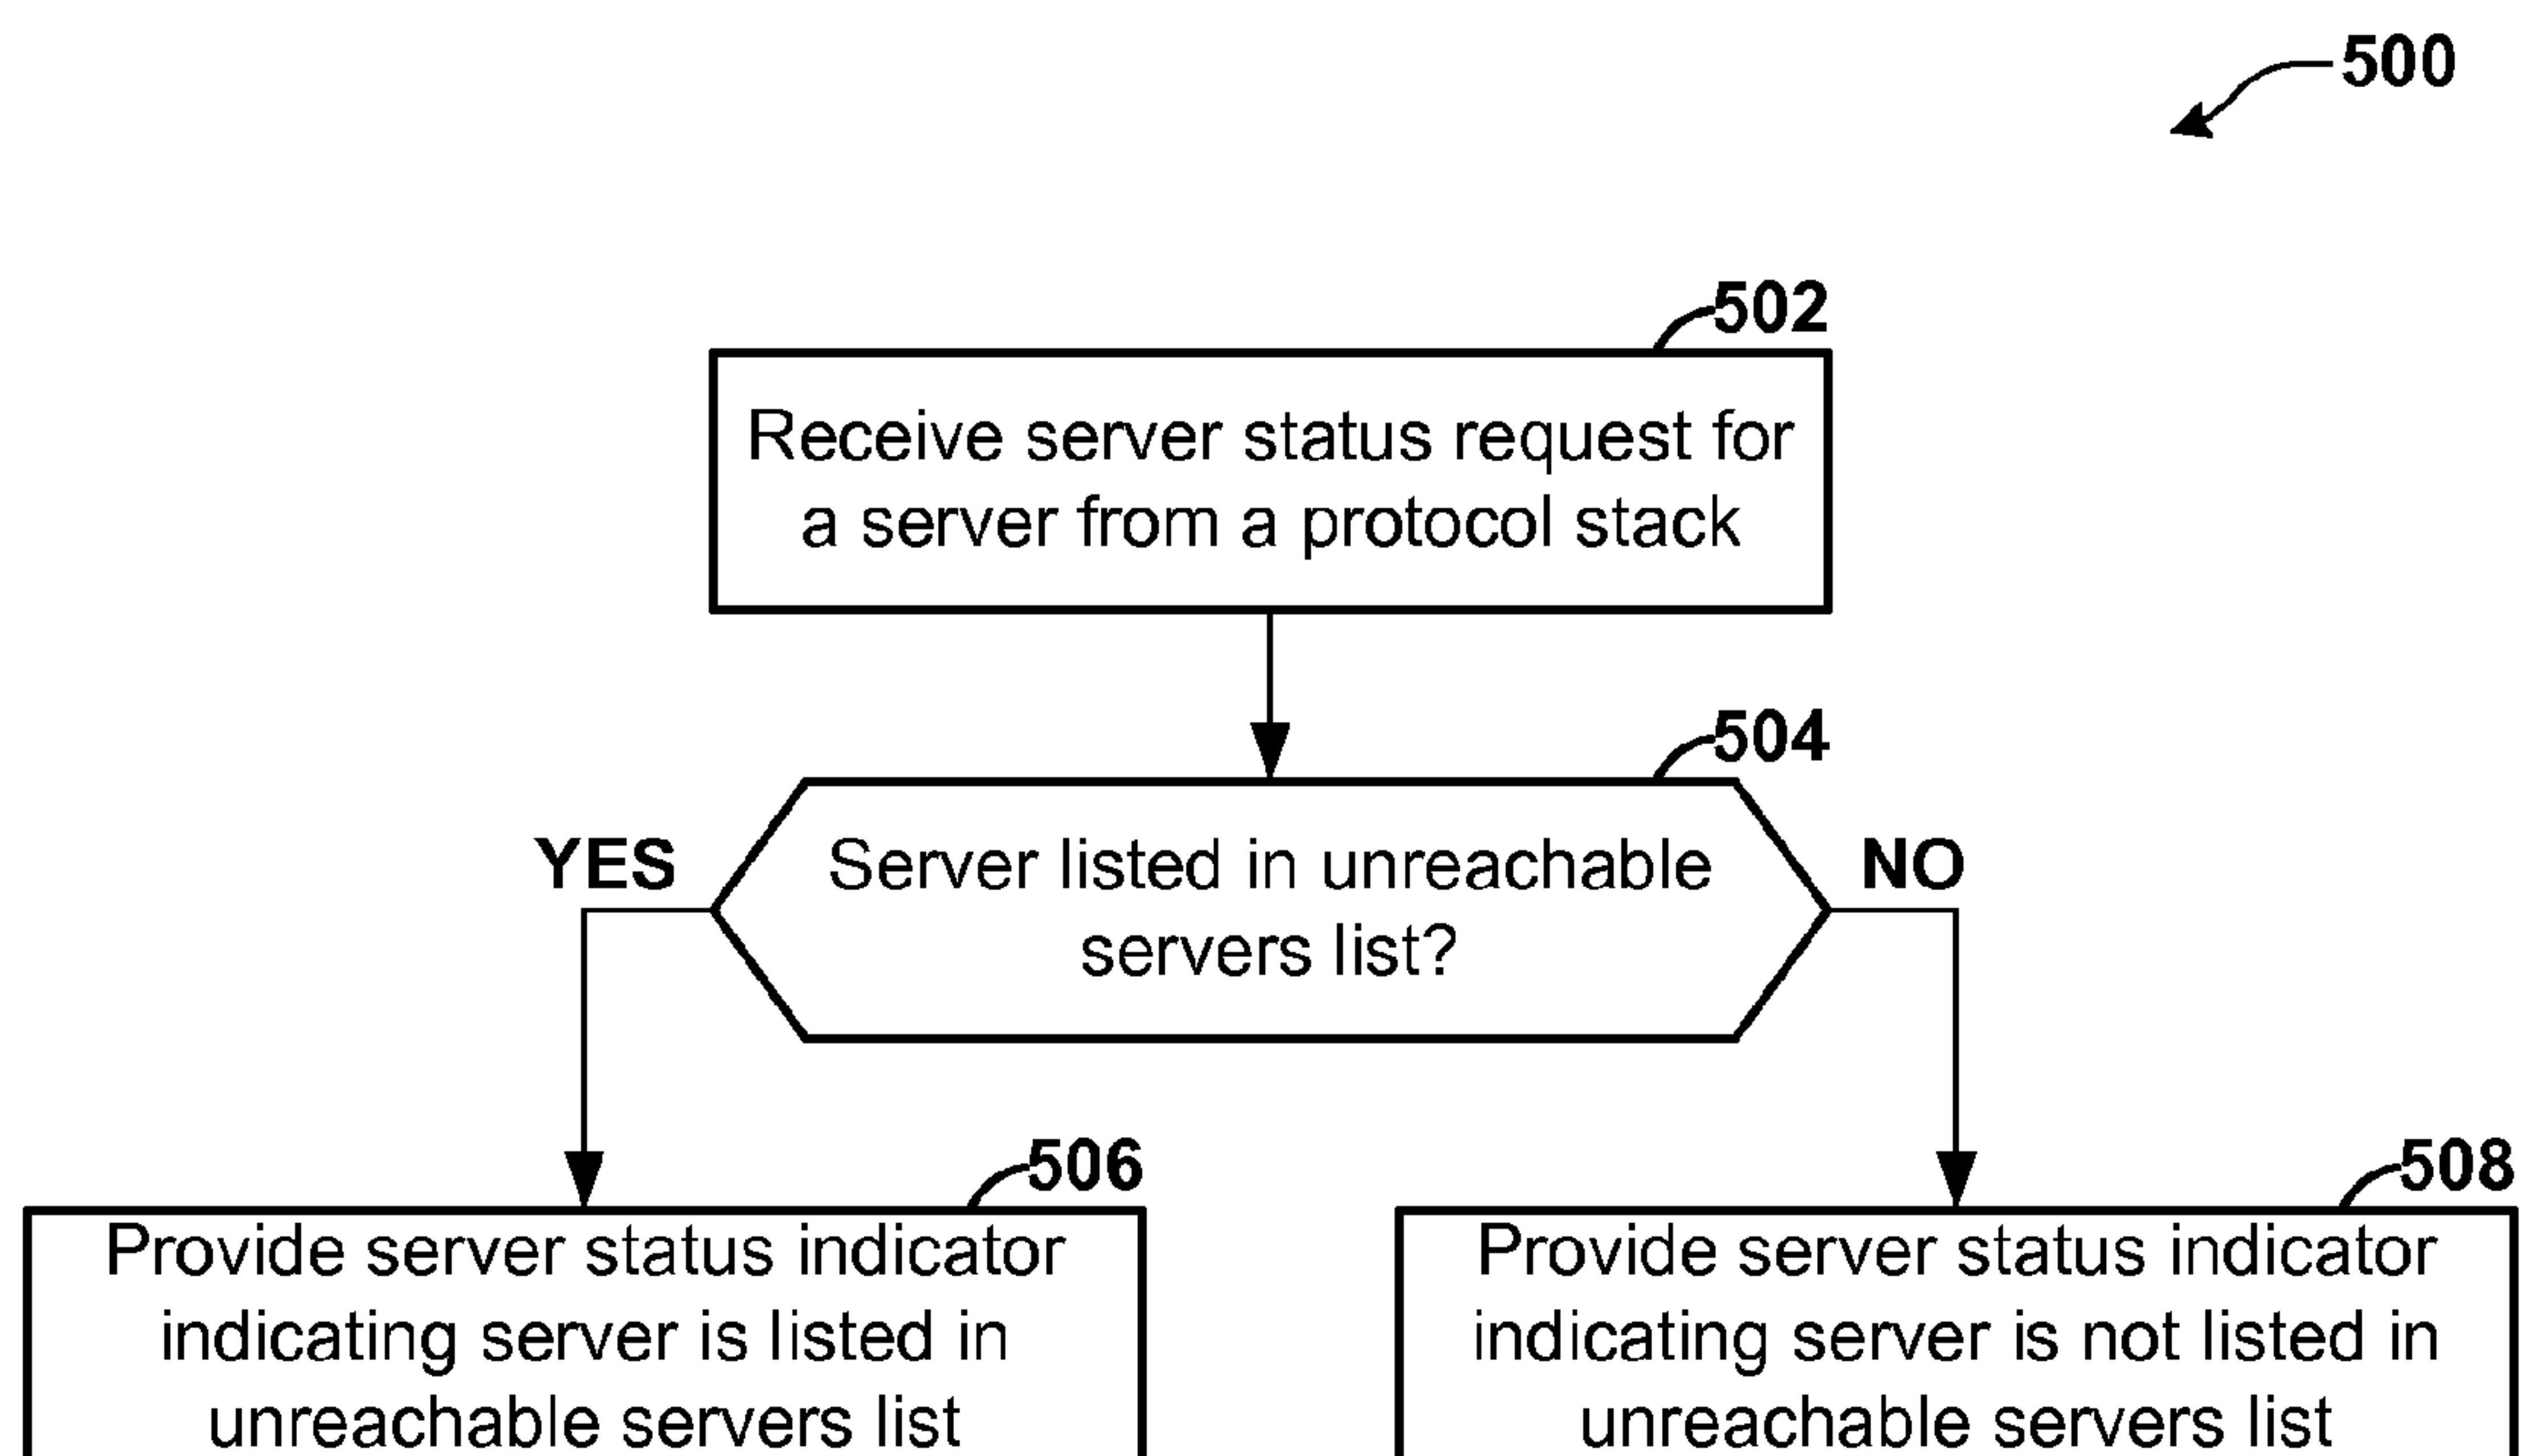 500
502
Receive server status request for
a server from a protocol stack
504
YES
Server listed in unreachable
servers list?
NO
506
Provide server status indicator
indicating server is listed in
unreachable servers list
508
Provide server status indicator
indicating server is not listed in
unreachable servers list